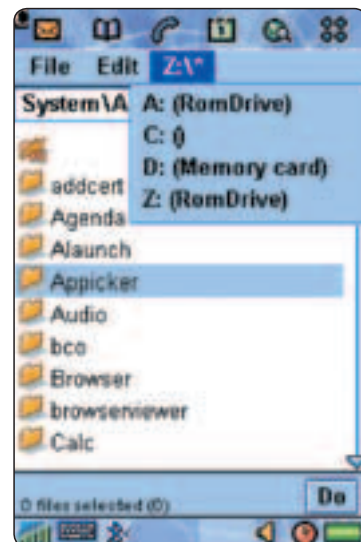 File Edit Z:\*
System\A
A: (RomDrive)
C: ()
D: (Memory card)
Z: (RomDrive)
addcert
Agenda
Alaunch
Appicker
Audio
bco
Browser
browserviewer
Calc
0 files selected (0)
Do